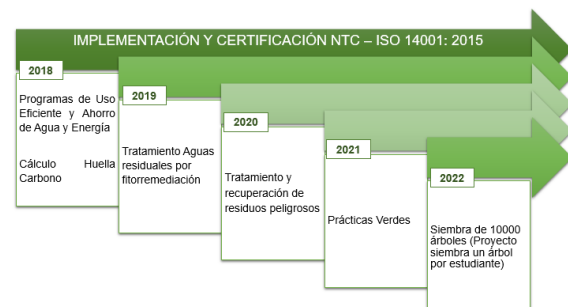 IMPLEMENTACIÓN Y CERTIFICACIÓN NTC – ISO 14001: 2015
2018
Programas de Uso
Eficiente y Ahorro
de Agua y Energía
Cálculo Huella
Carbono
2019
Tratamiento Aguas
residuales por
fitorremediación
2020
Tratamiento y
recuperación de
residuos peligrosos
2021
Prácticas Verdes
2022
Siembra de 10000
árboles (Proyecto
siembra un árbol
por estudiante)